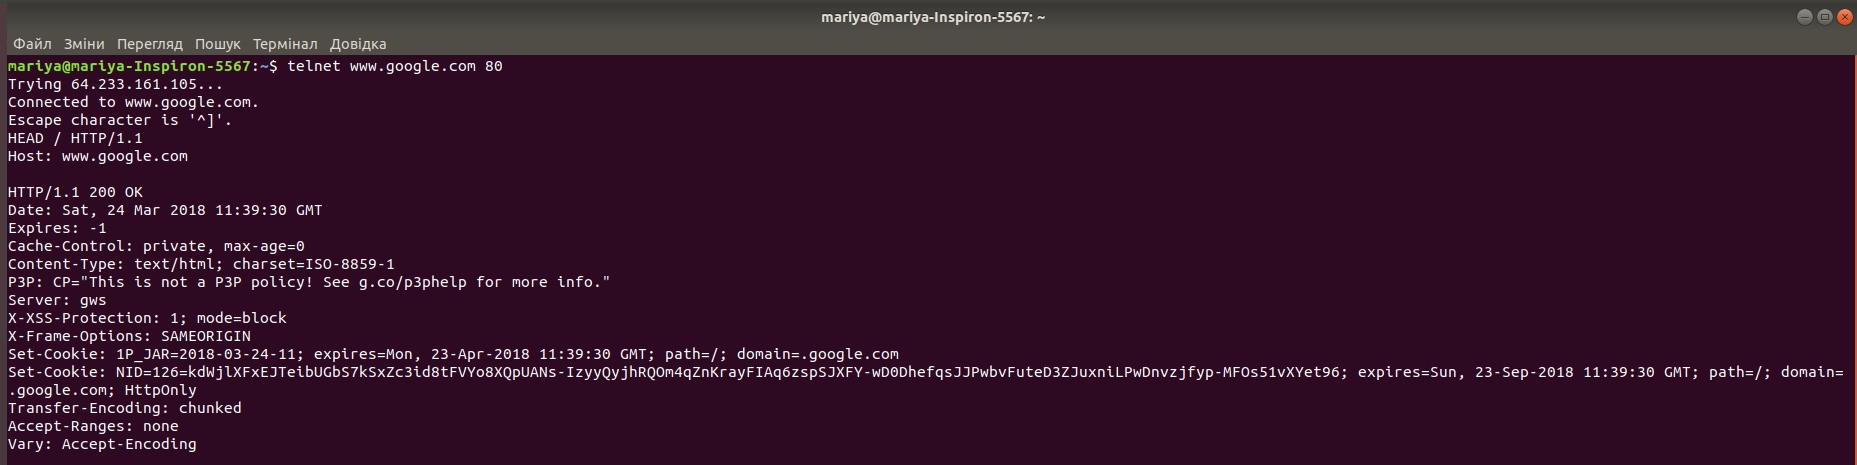 mariya@mariya-Inspiron-5567: ~
Файл Зміни Перегляд Пошук Термінал Довідка
mariya@mariya-Inspiron-5567:~$ telnet www.google.com 80
Trying 64.233.161.105...
Connected to www.google.com.
Escape character is '^]'.
HEAD / HTTP/1.1
Host: www.google.com
HTTP/1.1 200 OK
Date: Sat, 24 Mar 2018 11:39:30 GMT
Expires: -1
Cache-Control: private, max-age=0
Content-Type: text/html; charset=ISO-8859-1
P3P: CP="This is not a P3P policy! See g.co/p3phelp for more info."
Server: gws
X-XSS-Protection: 1; mode=block
X-Frame-Options: SAMEORIGIN
Set-Cookie: 1P_JAR=2018-03-24-11; expires=Mon, 23-Apr-2018 11:39:30 GMT; path=/; domain=.google.com
Set-Cookie: NID=126=kdWjlXFxEJTeibUGbS7kSxZc3id8tFVYo8XQpUANs-IzyyQyjhRQOm4qZnKrayFIAq6zspSJXFY-wD0DhefqsJJPwbvFuteD3ZJuxniLPwDnvzjfyp-MFOs51vXYet96; expires=Sun, 23-Sep-2018 11:39:30 GMT; path=/; domain=
.google.com; HttpOnly
Transfer-Encoding: chunked
Accept-Ranges: none
Vary: Accept-Encoding